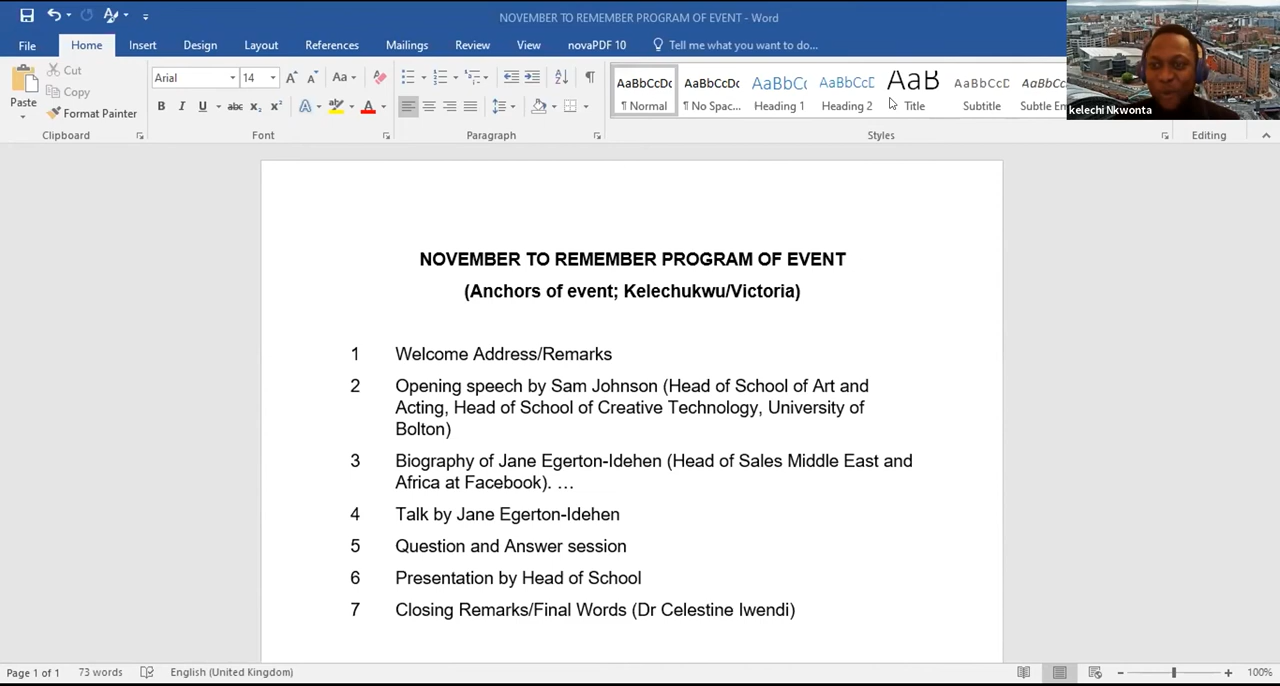 NOVEMBER TO REMEMBER PROGRAM OF EVENT - Word
File Home Insert Design Layout References Mailings Review View novaPDF 10 Tell me what you want to do...
kelechi Nkwonta
Paste
Cut
Copy
Format Painter
Clipboard
Arial 14
Font
Paragraph
AaBbCcDc AaBbCcDc AaBbCc AaBbCcD AaB AaBbCcD AaBbCc
¶ Normal ¶ No Spac... Heading 1 Heading 2 Title Subtitle Subtle Em
Styles
Editing
NOVEMBER TO REMEMBER PROGRAM OF EVENT
(Anchors of event; Kelechukwu/Victoria)
1 Welcome Address/Remarks
2 Opening speech by Sam Johnson (Head of School of Art and
Acting, Head of School of Creative Technology, University of
Bolton)
3 Biography of Jane Egerton-Idehen (Head of Sales Middle East and
Africa at Facebook). …
4 Talk by Jane Egerton-Idehen
5 Question and Answer session
6 Presentation by Head of School
7 Closing Remarks/Final Words (Dr Celestine Iwendi)
Page 1 of 1 73 words English (United Kingdom) 100%